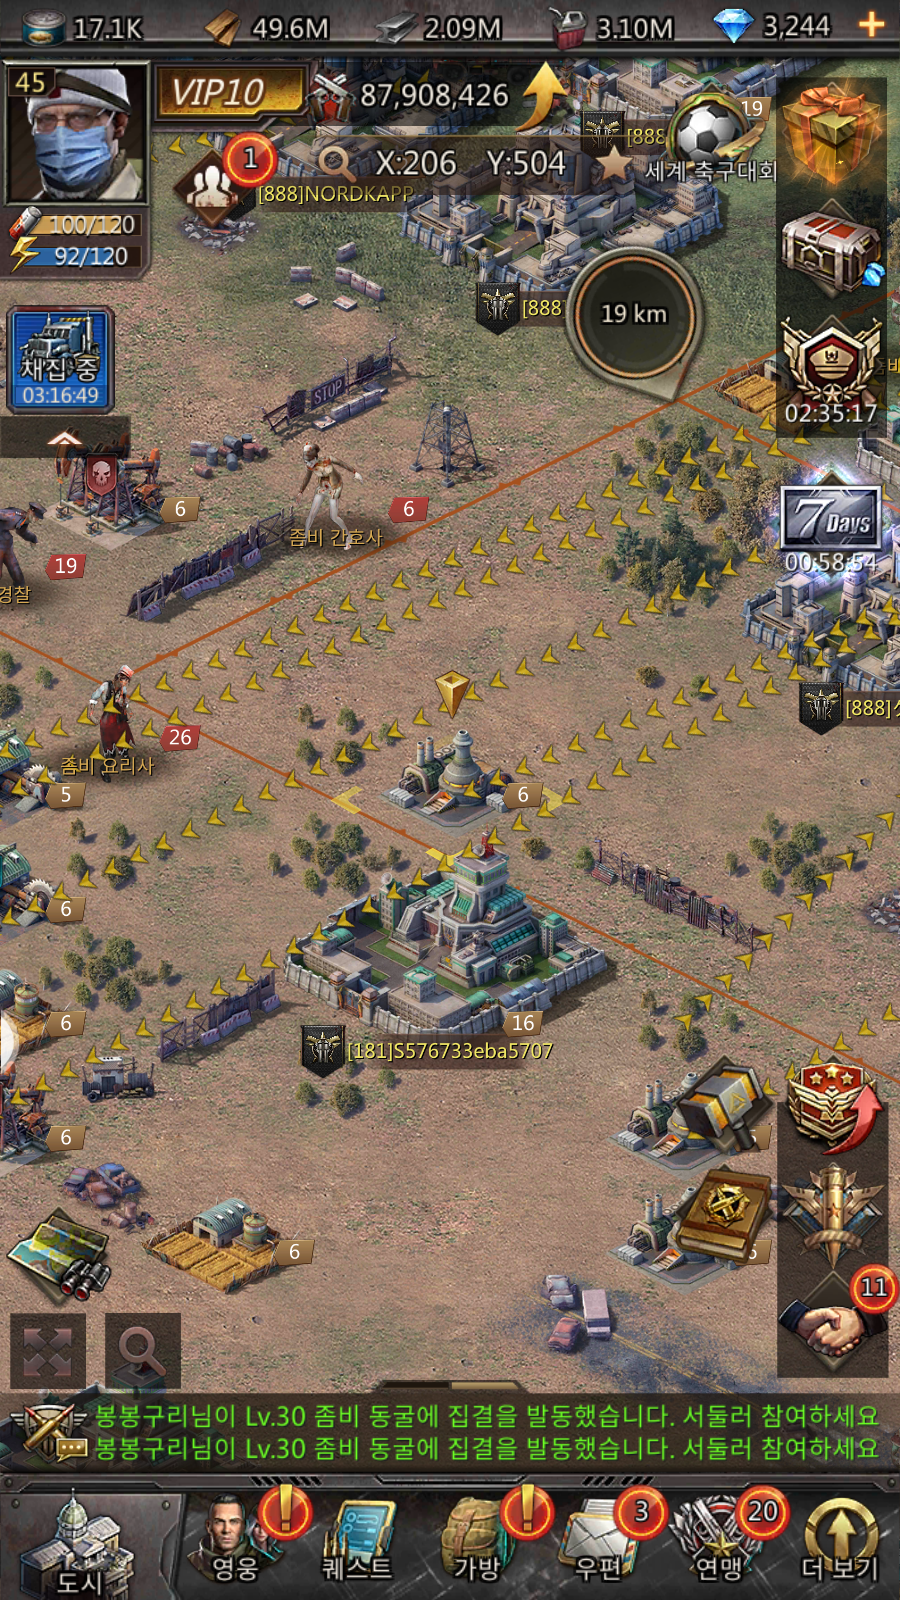 17.1K 49.6M 2.09M 3.10M 3,244
45
VIP10
87,908,426
19
[888
1
X:206 Y:504
세계 축구대회
[888]NORDKAPP
100/120
92/120
[888]
19 km
채집 중
03:16:49
STOP
02:35:17
6
6
좀비 간호사
7 Days
19
00:58:54
경찰
[888]
26
좀비 요리사
5
6
6
6
16
[181]S576733eba5707
6
6
11
봉봉구리님이 Lv.30 좀비 동굴에 집결을 발동했습니다. 서둘러 참여하세요
봉봉구리님이 Lv.30 좀비 동굴에 집결을 발동했습니다. 서둘러 참여하세요
3
20
도시 영웅 퀘스트 가방 우편 연맹 더 보기